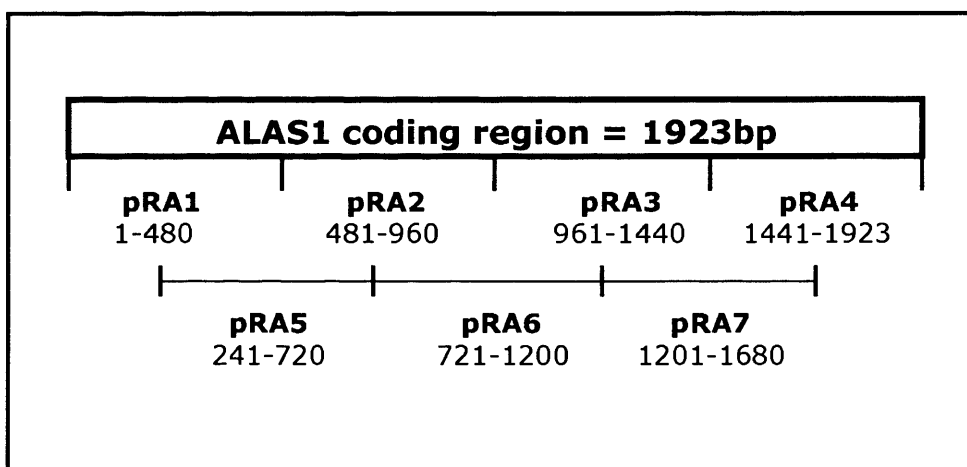 ALAS1 coding region = 1923bp
pRA1 pRA2 pRA3 pRA4
1-480 481-960 961-1440 1441-1923
pRA5 pRA6 pRA7
241-720 721-1200 1201-1680